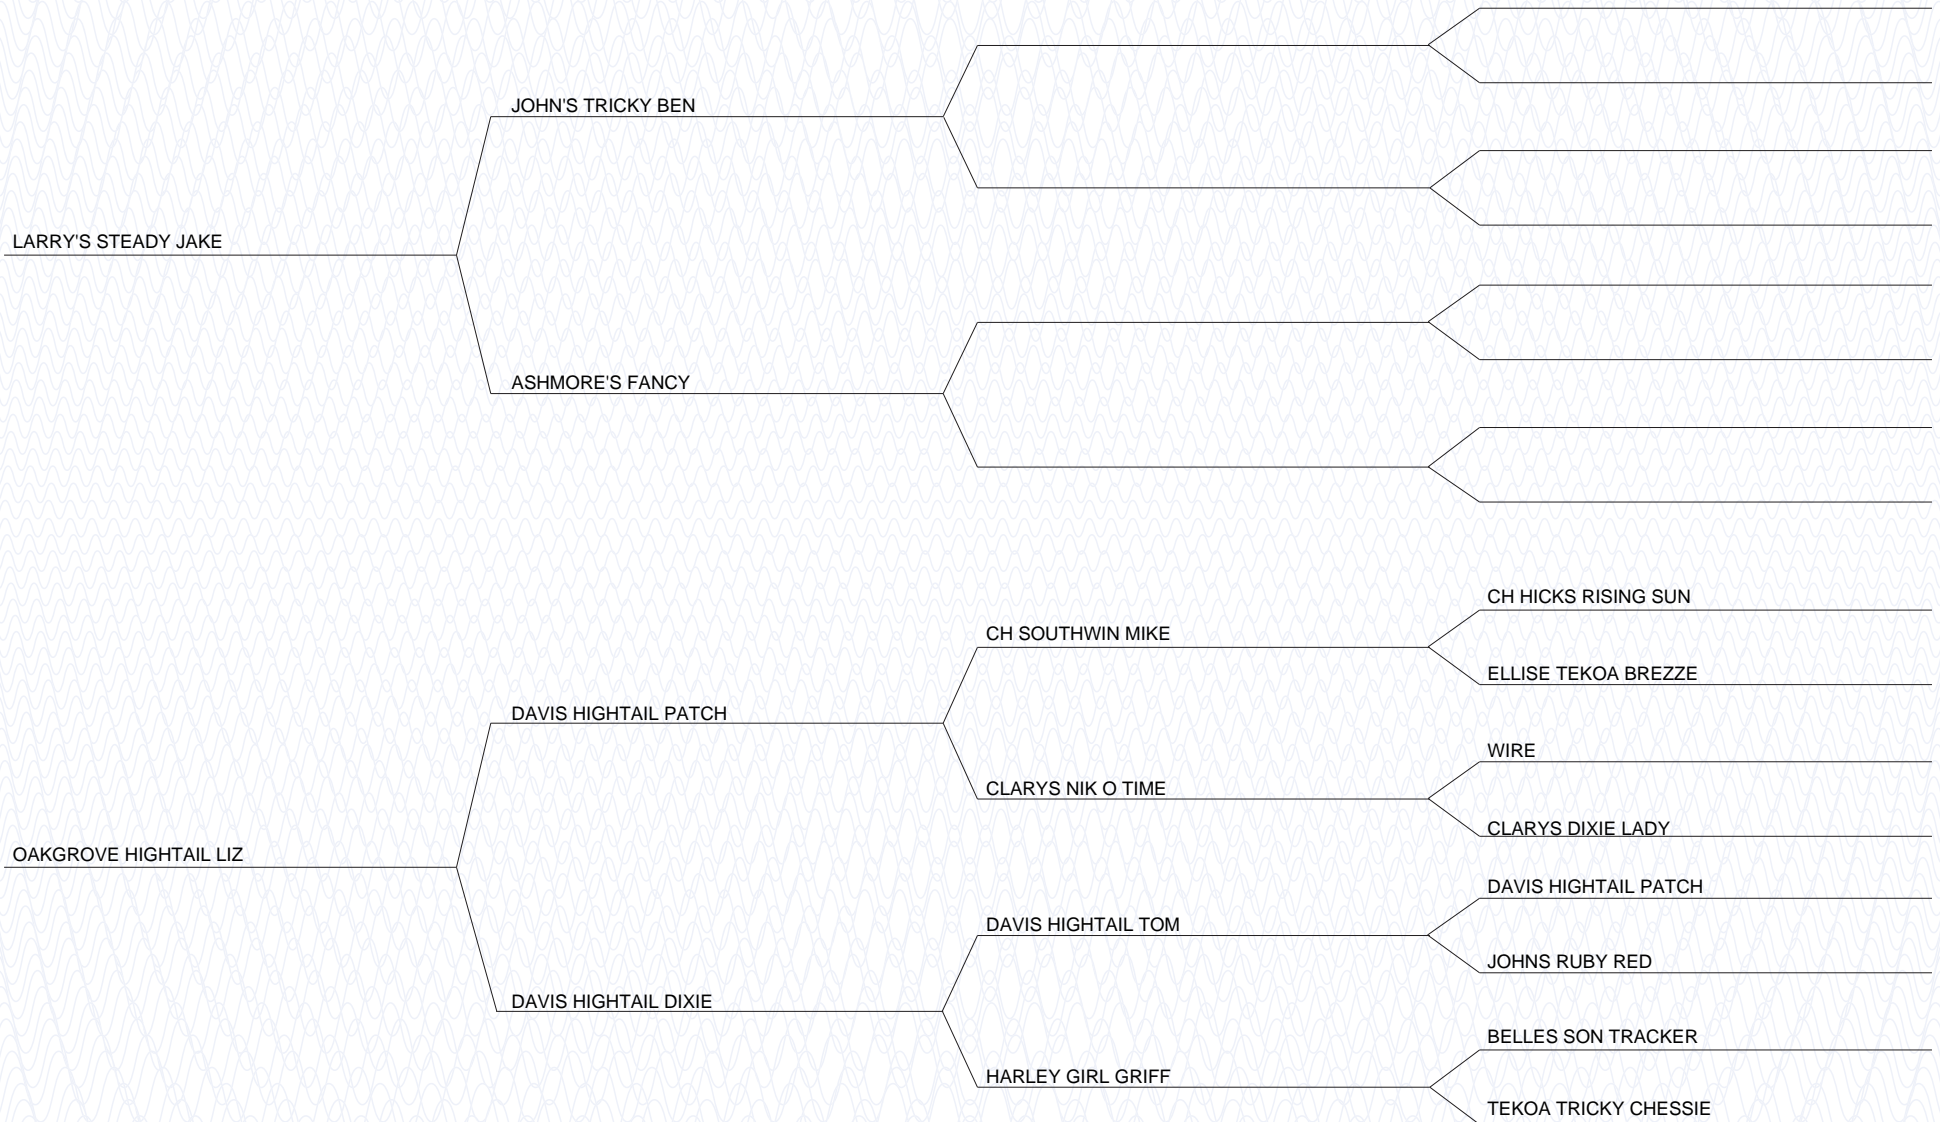 JOHN'S TRICKY BEN
LARRY'S STEADY JAKE
ASHMORE'S FANCY
CH HICKS RISING SUN
CH SOUTHWIN MIKE
ELLISE TEKOA BREZZE
DAVIS HIGHTAIL PATCH
WIRE
CLARYS NIK O TIME
CLARYS DIXIE LADY
OAKGROVE HIGHTAIL LIZ
DAVIS HIGHTAIL PATCH
DAVIS HIGHTAIL TOM
JOHNS RUBY RED
DAVIS HIGHTAIL DIXIE
BELLES SON TRACKER
HARLEY GIRL GRIFF
TEKOA TRICKY CHESSIE